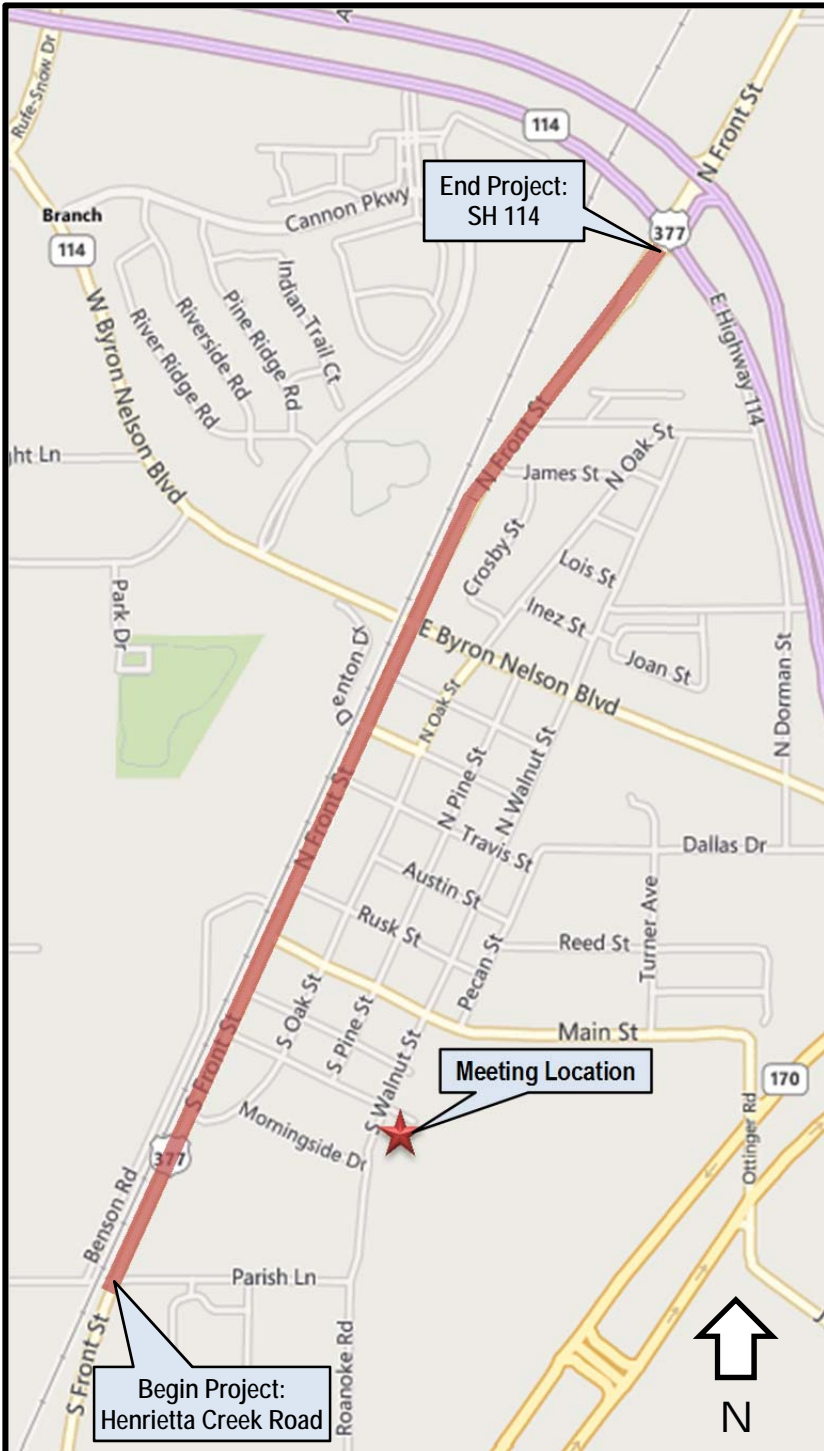 Rufe-Snow Dr
A
114
N Front St
End Project:
SH 114
377
Branch
114
Cannon Pkwy
Indian Trail Ct
Pine Ridge Rd
Riverside Rd
River Ridge Rd
W Byron Nelson Blvd
E Highway 114
ght Ln
N Front St
James St
N Oak St
Crosby St
Lois St
Inez St
Joan St
Park Dr
Denton Dr
E Byron Nelson Blvd
N Oak St
N Dorman St
N Pine St
N Walnut St
N Front St
Travis St
Dallas Dr
Austin St
Turner Ave
Rusk St
Pecan St
Reed St
S Oak St
S Pine St
Main St
S Front St
S Walnut St
Meeting Location
170
Ottinger Rd
Morningside Dr
377
Benson Rd
Parish Ln
S Front St
Roanoke Rd
Begin Project:
Henrietta Creek Road
J
N